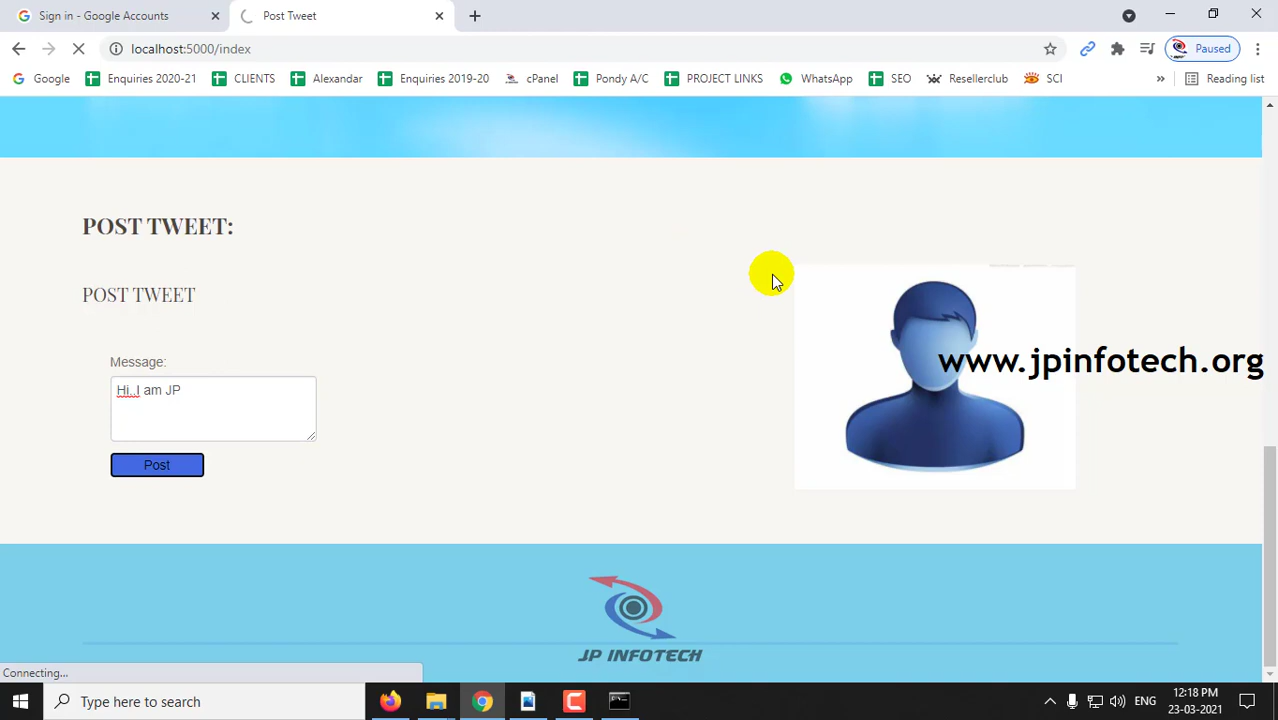 Sign in - Google Accounts
Post Tweet
localhost:5000/index
Paused
Google
Enquiries 2020-21
CLIENTS
Alexandar
Enquiries 2019-20
cPanel
Pondy A/C
PROJECT LINKS
WhatsApp
SEO
Resellerclub
SCI
»
Reading list
POST TWEET:
POST TWEET
Message:
Hi..I am JP
Post
www.jpinfotech.org
JP INFOTECH
Connecting...
Type here to search
ENG
12:18 PM
23-03-2021